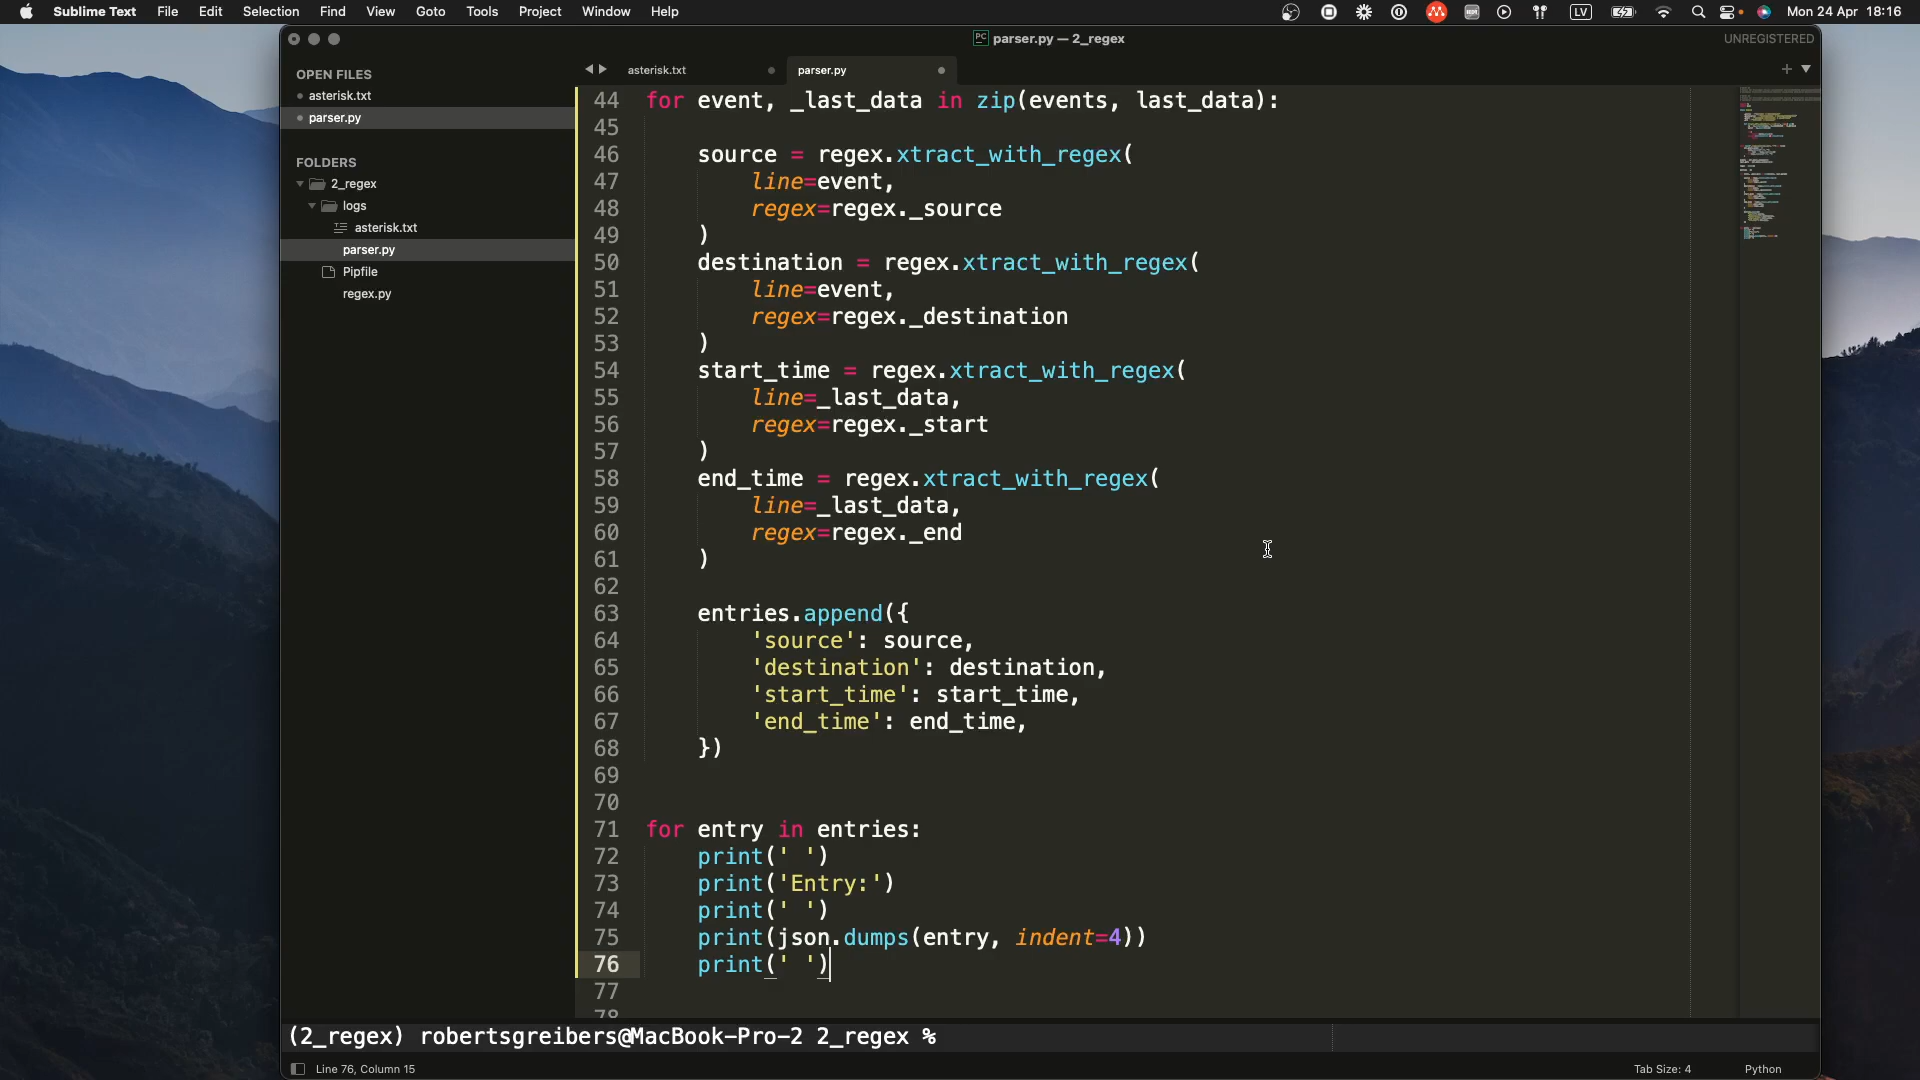 Sublime Text File Edit Selection Find View Goto Tools Project Window Help LV Mon 24 Apr 18:16
parser.py — 2_regex UNREGISTERED
OPEN FILES
asterisk.txt
parser.py
FOLDERS
2_regex
logs
asterisk.txt
parser.py
Pipfile
regex.py
asterisk.txt parser.py
44 for event, _last_data in zip(events, last_data):
45
46     source = regex.xtract_with_regex(
47         line=event,
48         regex=regex._source
49     )
50     destination = regex.xtract_with_regex(
51         line=event,
52         regex=regex._destination
53     )
54     start_time = regex.xtract_with_regex(
55         line=_last_data,
56         regex=regex._start
57     )
58     end_time = regex.xtract_with_regex(
59         line=_last_data,
60         regex=regex._end
61     )
62
63     entries.append({
64         'source': source,
65         'destination': destination,
66         'start_time': start_time,
67         'end_time': end_time,
68     })
69
70
71 for entry in entries:
72     print(' ')
73     print('Entry:')
74     print(' ')
75     print(json.dumps(entry, indent=4))
76     print(' ')
77
78
(2_regex) robertsgreibers@MacBook-Pro-2 2_regex %
Line 76, Column 15 Tab Size: 4 Python